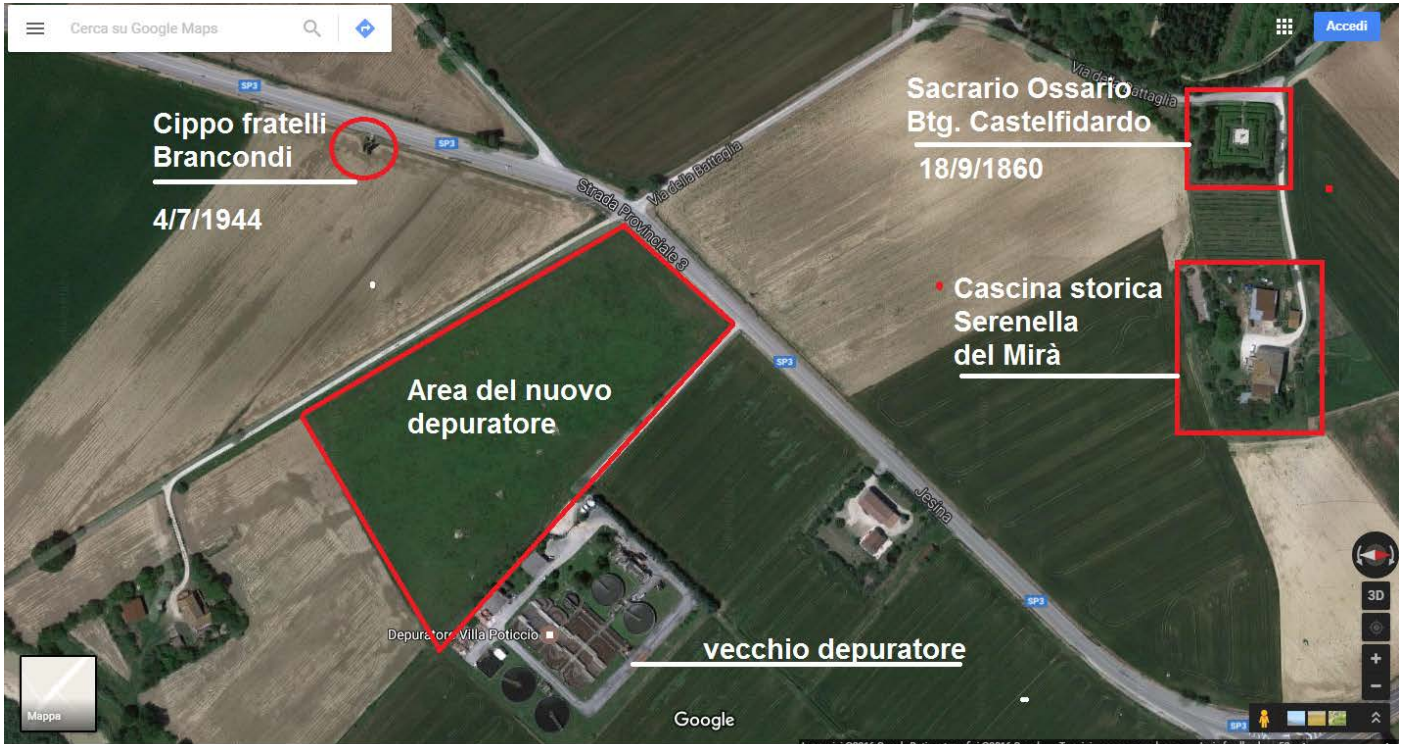 Cerca su Google Maps
Accedi
SP3
Via della Battaglia
Cippo fratelli
Brancondi
4/7/1944
SP3
Sacrario Ossario
Btg. Castelfidardo
18/9/1860
Via della Battaglia
Strada Provinciale 3
Cascina storica
Serenella
del Mirà
SP3
Area del nuovo
depuratore
Jesina
3D
SP3
Depuratore Villa Poticcio
vecchio depuratore
Mappa
Google
SP3